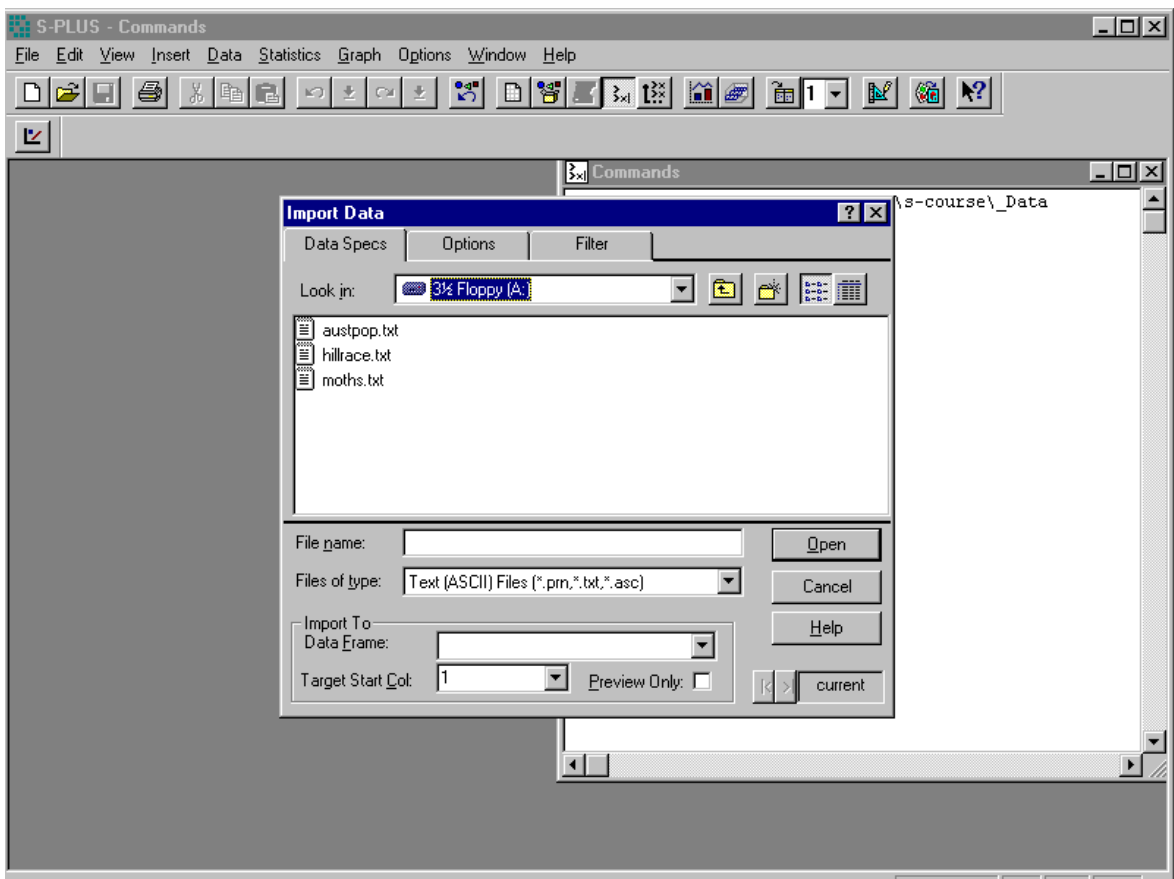 S-PLUS - Commands
File Edit View Insert Data Statistics Graph Options Window Help
1
Commands
\s-course\_Data
Import Data
Data Specs Options Filter
Look in: 3½ Floppy (A:)
austpop.txt
hillrace.txt
moths.txt
File name:
Open
Files of type: Text (ASCII) Files (*.prn,*.txt,*.asc)
Cancel
Import To
Data Frame:
Help
Target Start Col: 1 Preview Only:
current